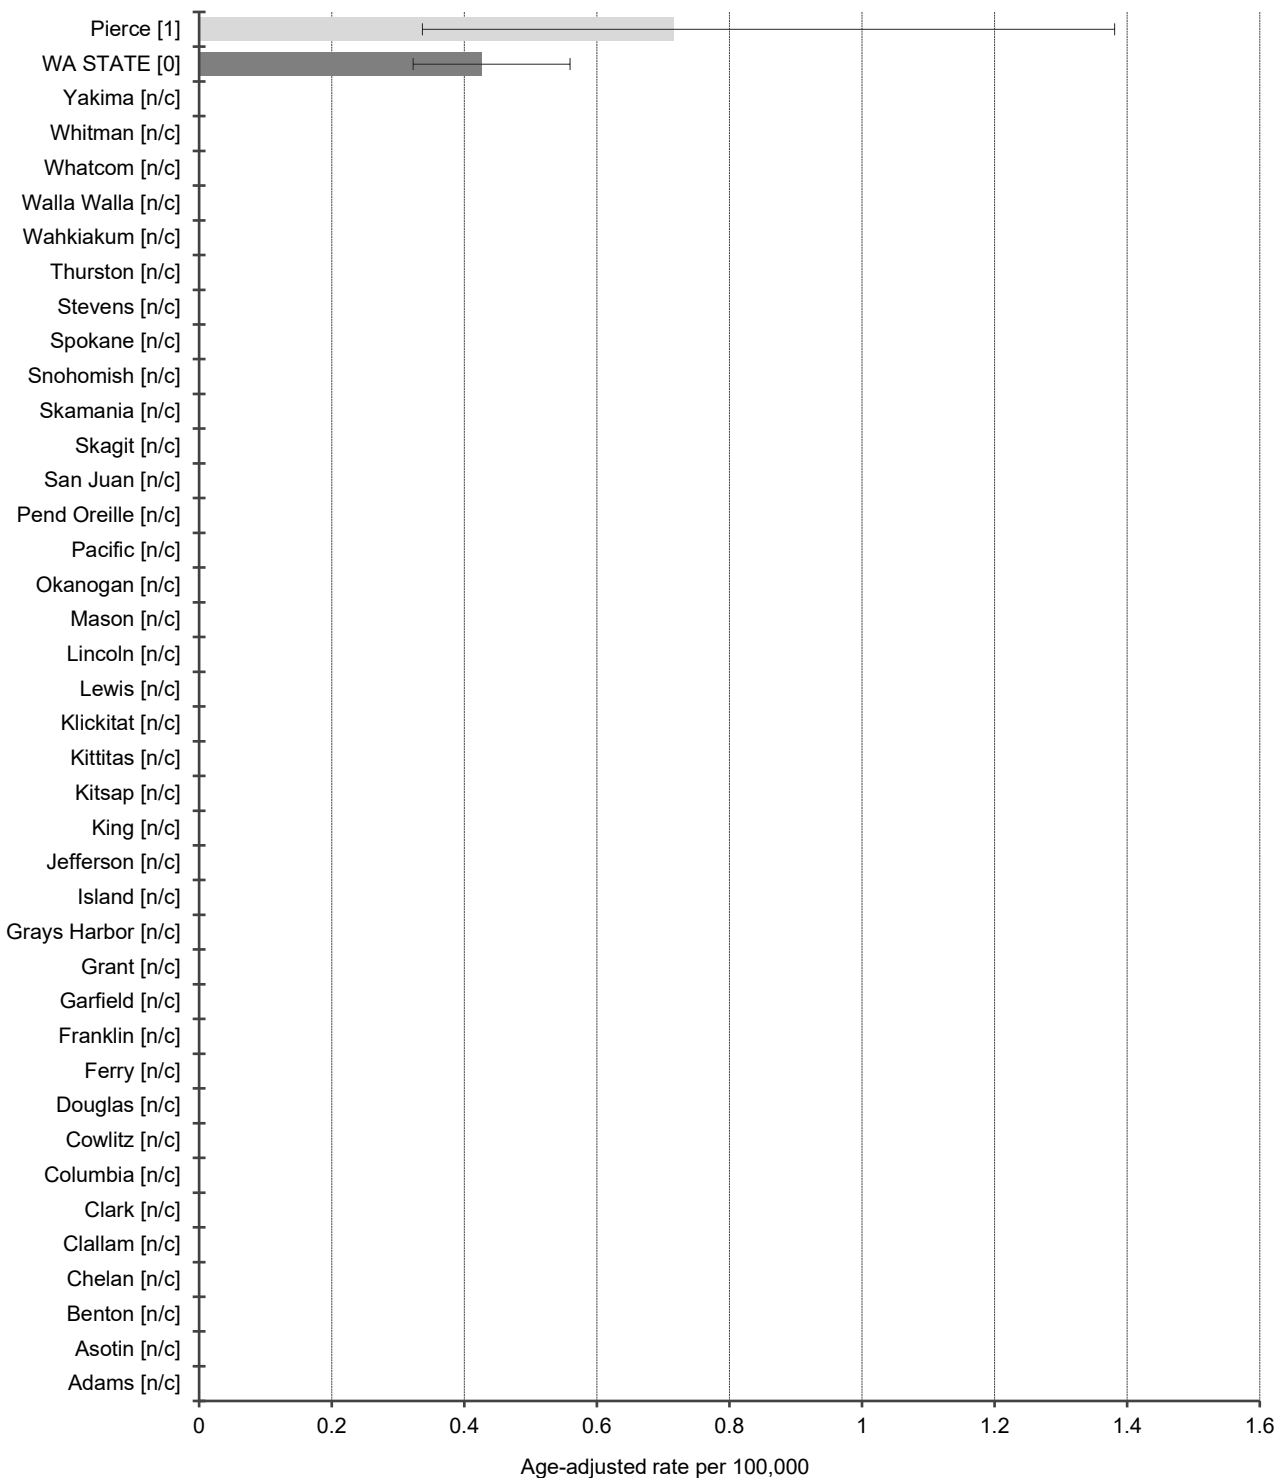 Pierce [1]
WA STATE [0]
Yakima [n/c]
Whitman [n/c]
Whatcom [n/c]
Walla Walla [n/c]
Wahkiakum [n/c]
Thurston [n/c]
Stevens [n/c]
Spokane [n/c]
Snohomish [n/c]
Skamania [n/c]
Skagit [n/c]
San Juan [n/c]
Pend Oreille [n/c]
Pacific [n/c]
Okanogan [n/c]
Mason [n/c]
Lincoln [n/c]
Lewis [n/c]
Klickitat [n/c]
Kittitas [n/c]
Kitsap [n/c]
King [n/c]
Jefferson [n/c]
Island [n/c]
Grays Harbor [n/c]
Grant [n/c]
Garfield [n/c]
Franklin [n/c]
Ferry [n/c]
Douglas [n/c]
Cowlitz [n/c]
Columbia [n/c]
Clark [n/c]
Clallam [n/c]
Chelan [n/c]
Benton [n/c]
Asotin [n/c]
Adams [n/c]
0 0.2 0.4 0.6 0.8 1 1.2 1.4 1.6
Age-adjusted rate per 100,000